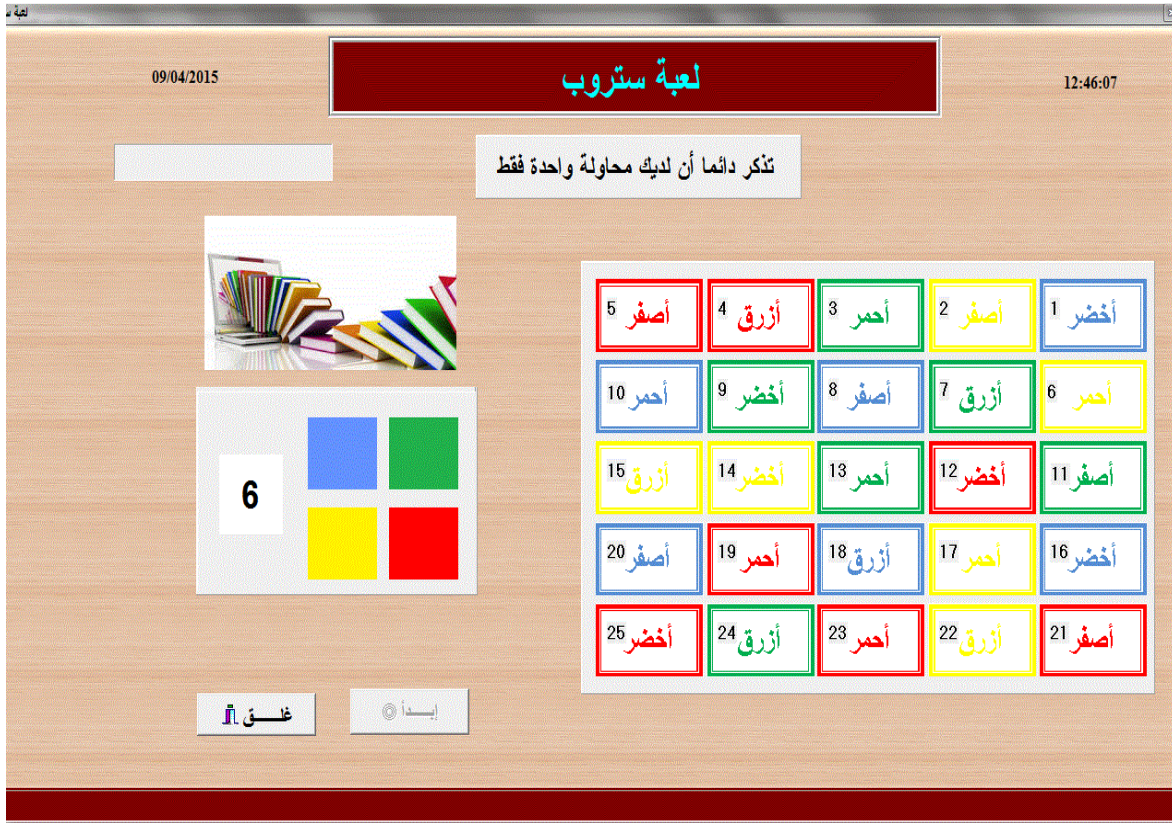 لعبة س
09/04/2015
لعبة ستروب
12:46:07
تذكر دائما أن لديك محاولة واحدة فقط
أخضر 1 أصفر 2 أحمر 3 أزرق 4 أصفر 5
أحمر 6 أزرق 7 أصفر 8 أخضر 9 أحمر 10
أصفر 11 أخضر 12 أحمر 13 أخضر 14 أزرق 15
أخضر 16 أحمر 17 أزرق 18 أحمر 19 أصفر 20
أصفر 21 أزرق 22 أحمر 23 أزرق 24 أخضر 25
6
إبــــدأ
غلــــق